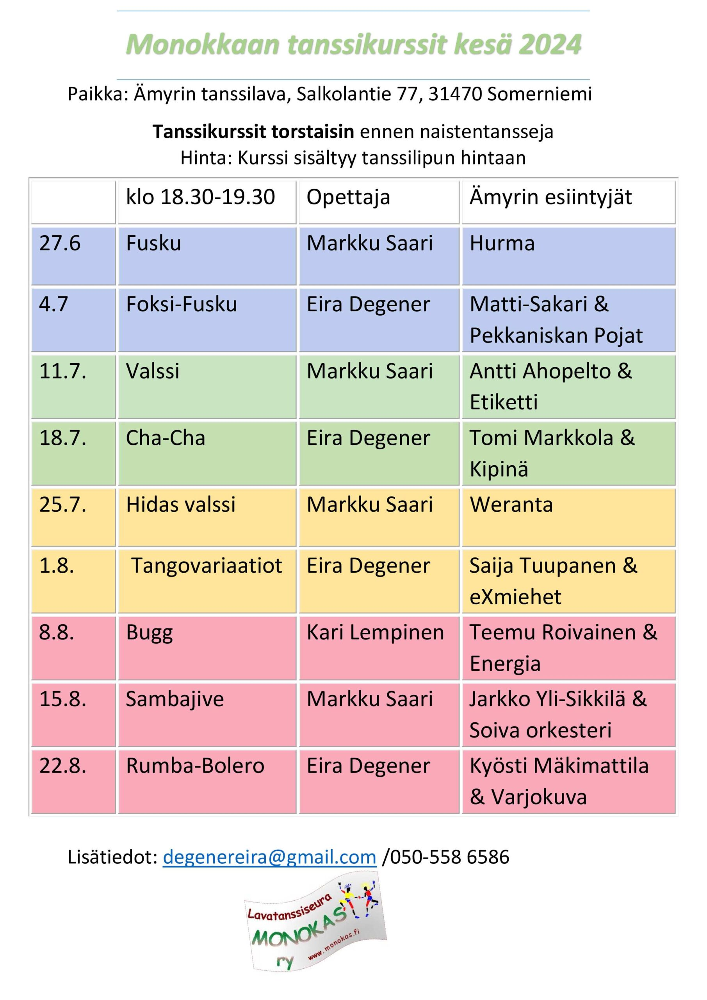 Monokkaan tanssikurssit kesä 2024
Paikka: Ämyrin tanssilava, Salkolantie 77, 31470 Somerniemi
Tanssikurssit torstaisin ennen naistentansseja
Hinta: Kurssi sisältyy tanssilipun hintaan
klo 18.30-19.30 Opettaja Ämyrin esiintyjät
27.6 Fusku Markku Saari Hurma
4.7 Foksi-Fusku Eira Degener Matti-Sakari &
Pekkaniskan Pojat
11.7. Valssi Markku Saari Antti Ahopelto &
Etiketti
18.7. Cha-Cha Eira Degener Tomi Markkola &
Kipinä
25.7. Hidas valssi Markku Saari Weranta
1.8. Tangovariaatiot Eira Degener Saija Tuupanen &
eXmiehet
8.8. Bugg Kari Lempinen Teemu Roivainen &
Energia
15.8. Sambajive Markku Saari Jarkko Yli-Sikkilä &
Soiva orkesteri
22.8. Rumba-Bolero Eira Degener Kyösti Mäkimattila
& Varjokuva
Lisätiedot: degenereira@gmail.com /050-558 6586
Lavatanssiseura
MONOKAS
ry www.monokas.fi